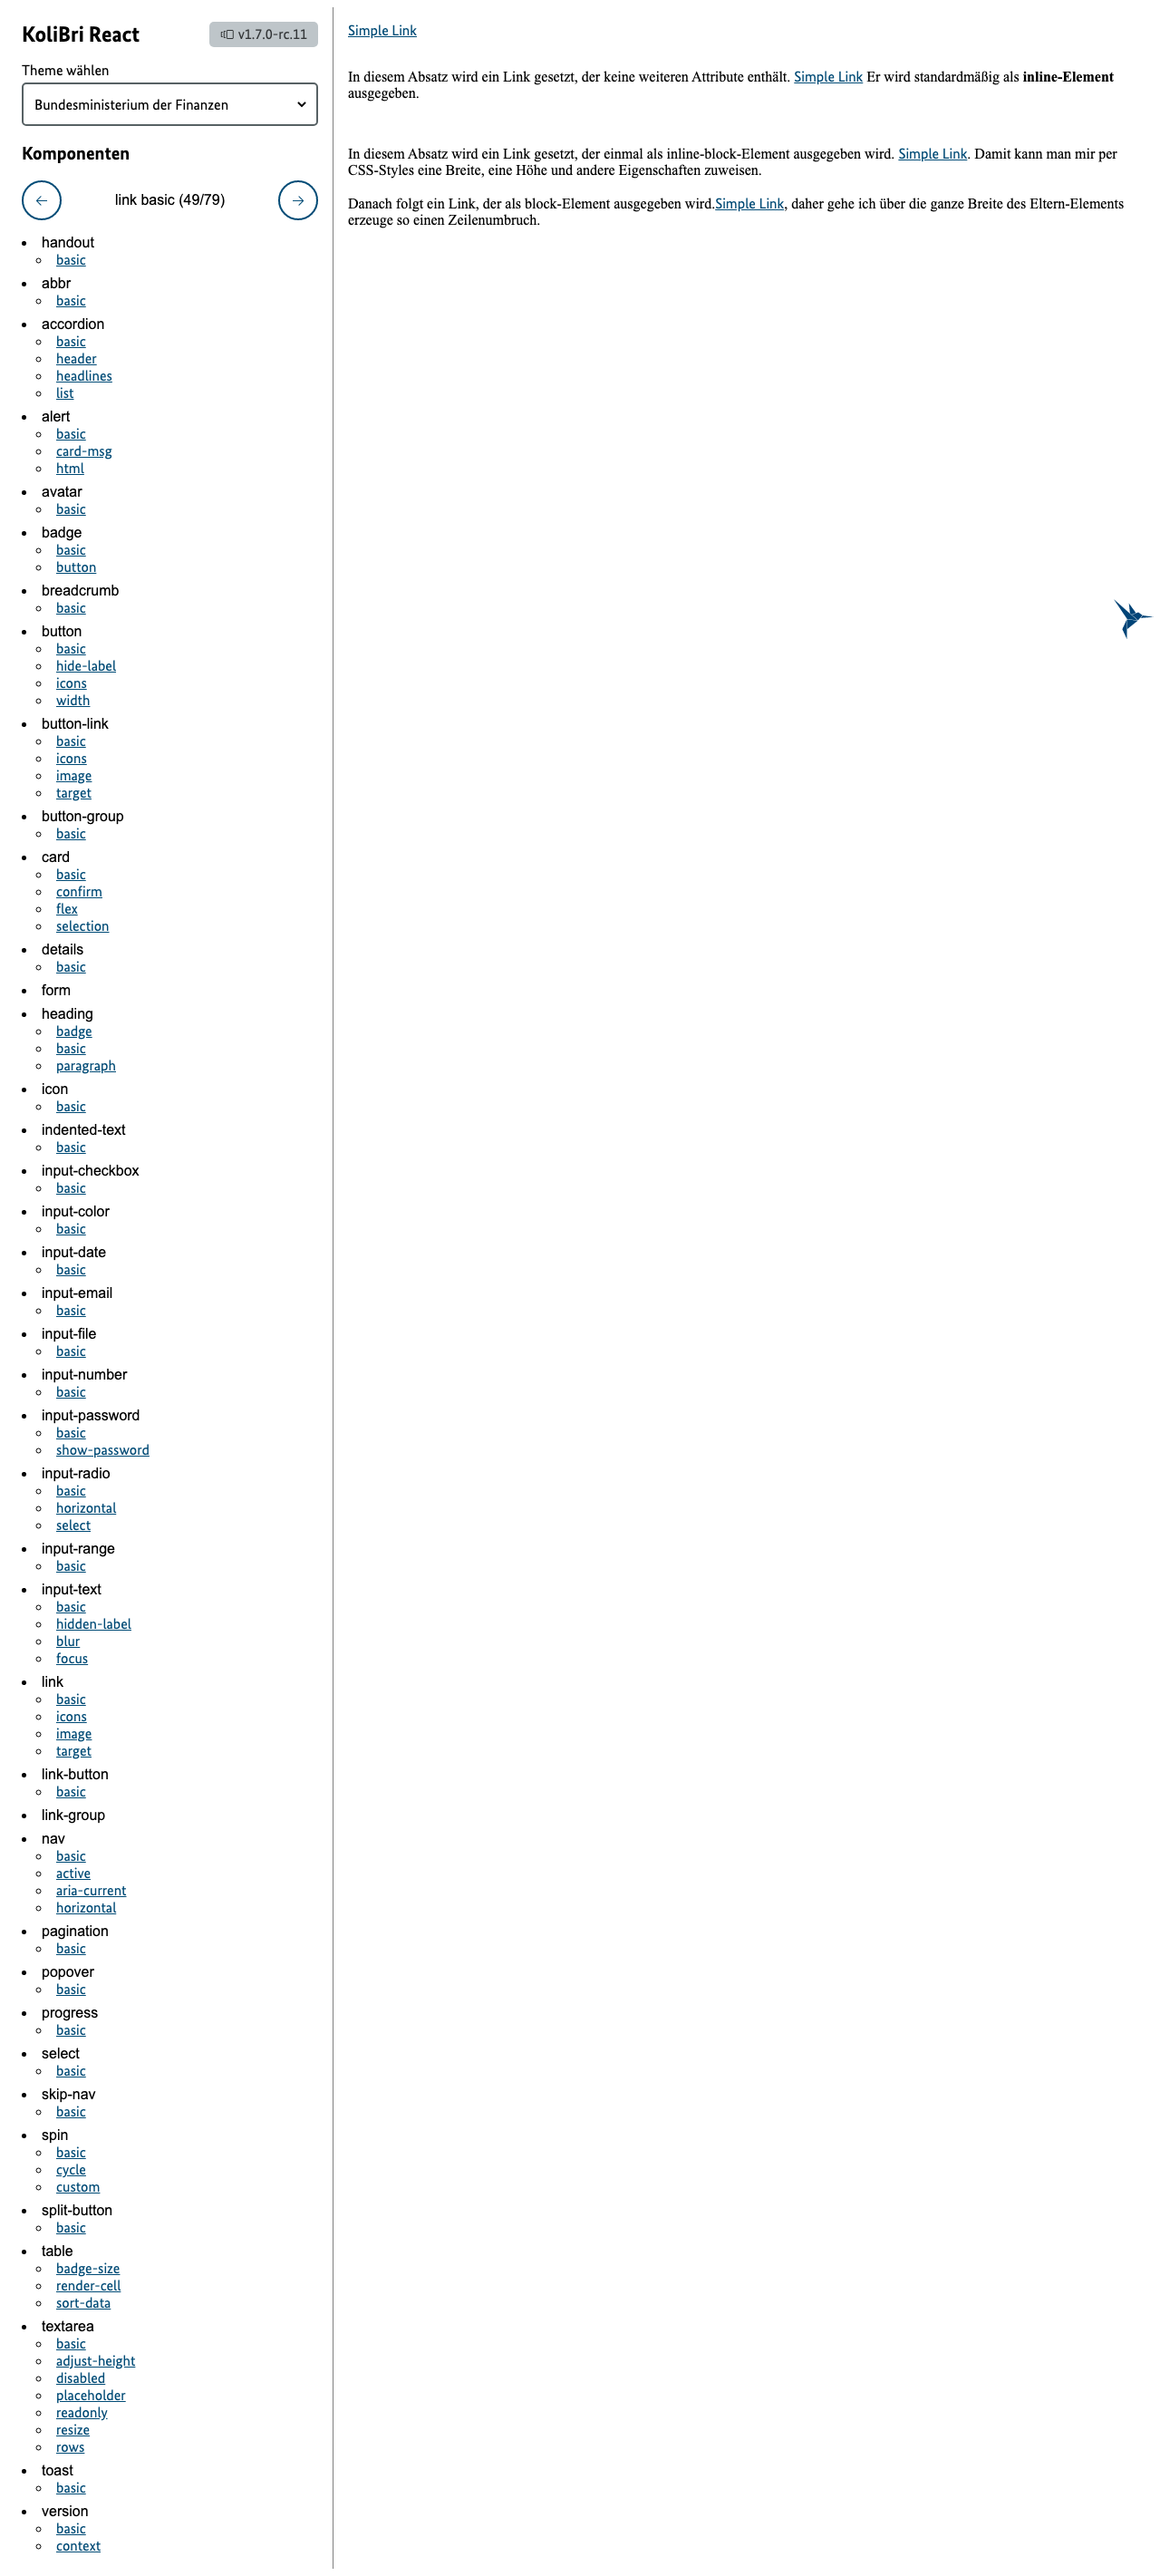 KoliBri React
v1.7.0-rc.11
Theme wählen
Bundesministerium der Finanzen
Komponenten
link basic (49/79)
handout
basic
abbr
basic
accordion
basic
header
headlines
list
alert
basic
card-msg
html
avatar
basic
badge
basic
button
breadcrumb
basic
button
basic
hide-label
icons
width
button-link
basic
icons
image
target
button-group
basic
card
basic
confirm
flex
selection
details
basic
form
heading
badge
basic
paragraph
icon
basic
indented-text
basic
input-checkbox
basic
input-color
basic
input-date
basic
input-email
basic
input-file
basic
input-number
basic
input-password
basic
show-password
input-radio
basic
horizontal
select
input-range
basic
input-text
basic
hidden-label
blur
focus
link
basic
icons
image
target
link-button
basic
link-group
nav
basic
active
aria-current
horizontal
pagination
basic
popover
basic
progress
basic
select
basic
skip-nav
basic
spin
basic
cycle
custom
split-button
basic
table
badge-size
render-cell
sort-data
textarea
basic
adjust-height
disabled
placeholder
readonly
resize
rows
toast
basic
version
basic
context
Simple Link
In diesem Absatz wird ein Link gesetzt, der keine weiteren Attribute enthält. Simple Link Er wird standardmäßig als inline-Element
ausgegeben.
In diesem Absatz wird ein Link gesetzt, der einmal als inline-block-Element ausgegeben wird. Simple Link. Damit kann man mir per
CSS-Styles eine Breite, eine Höhe und andere Eigenschaften zuweisen.
Danach folgt ein Link, der als block-Element ausgegeben wird.Simple Link, daher gehe ich über die ganze Breite des Eltern-Elements
erzeuge so einen Zeilenumbruch.